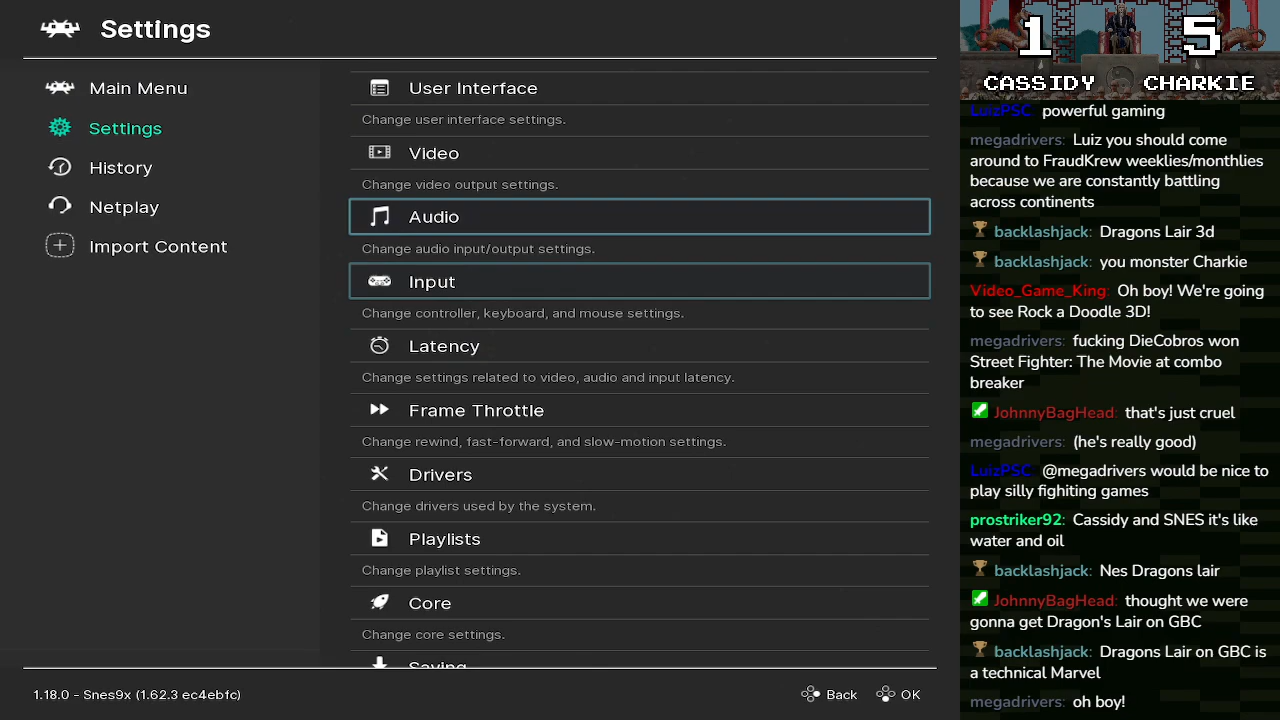 Settings
Main Menu
Settings
History
Netplay
Import Content
User Interface
Change user interface settings.
Video
Change video output settings.
Audio
Change audio input/output settings.
Input
Change controller, keyboard, and mouse settings.
Latency
Change settings related to video, audio and input latency.
Frame Throttle
Change rewind, fast-forward, and slow-motion settings.
Drivers
Change drivers used by the system.
Playlists
Change playlist settings.
Core
Change core settings.
Saving
1.18.0 - Snes9x (1.62.3 ec4ebfc)
Back
OK
1 5
CASSIDY CHARKIE
LuizPSC: powerful gaming
megadrivers: Luiz you should come
around to FraudKrew weeklies/monthlies
because we are constantly battling
across continents
backlashjack: Dragons Lair 3d
backlashjack: you monster Charkie
Video_Game_King: Oh boy! We're going
to see Rock a Doodle 3D!
megadrivers: fucking DieCobros won
Street Fighter: The Movie at combo
breaker
JohnnyBagHead: that's just cruel
megadrivers: (he's really good)
LuizPSC: @megadrivers would be nice to
play silly fighiting games
prostriker92: Cassidy and SNES it's like
water and oil
backlashjack: Nes Dragons lair
JohnnyBagHead: thought we were
gonna get Dragon's Lair on GBC
backlashjack: Dragons Lair on GBC is
a technical Marvel
megadrivers: oh boy!